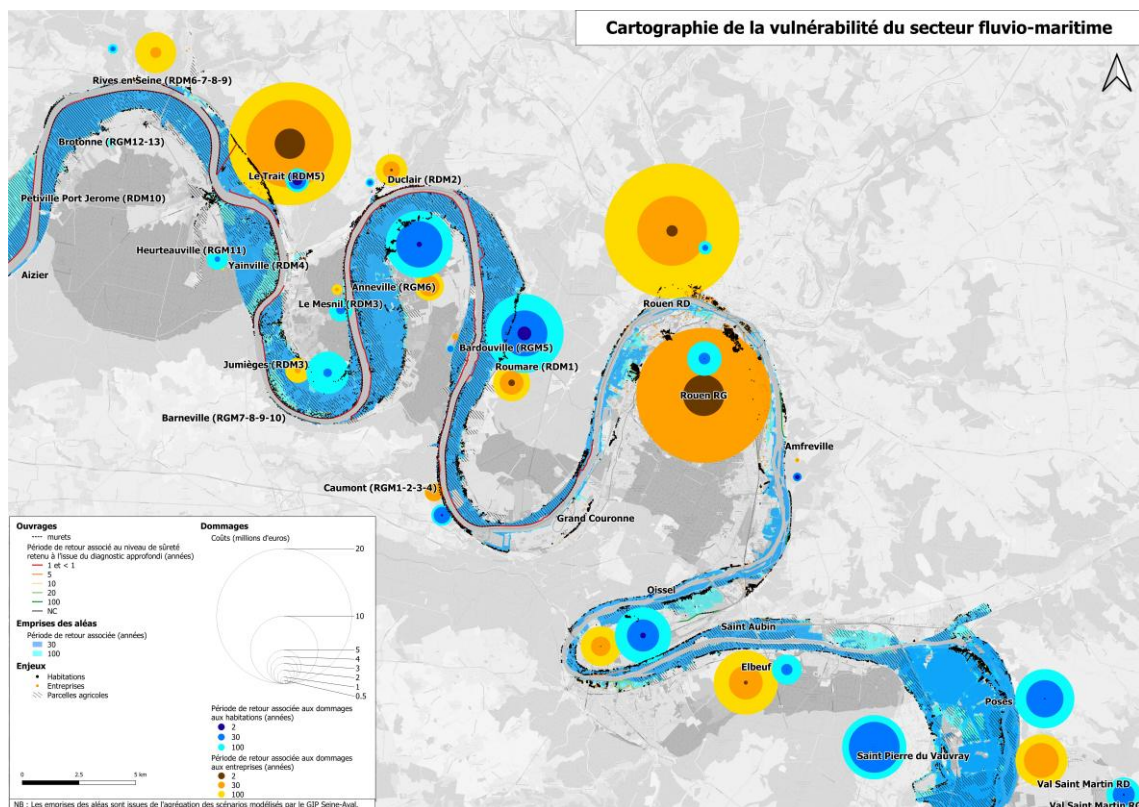 Cartographie de la vulnérabilité du secteur fluvio-maritime
Rives en Seine (RDM6-7-8-9)
Brotonne (RGM12-13)
Le Trait (RDM5)
Duclair (RDM2)
Petiville Port Jerome (RDM10)
Heurteauville (RGM11)
Yainville (RDM4)
Aizier
Anneville (RGM6)
Le Mesnil (RDM3)
Rouen RD
Bardouville (RGM5)
Roumare (RDM1)
Jumièges (RDM3)
Rouen RG
Barneville (RGM7-8-9-10)
Amfreville
Caumont (RGM1-2-3-4)
Grand Couronne
Oissel
Saint Aubin
Elbeuf
Poses
Saint Pierre du Vauvray
Val Saint Martin RD
Val Saint Martin
Ouvrages
murets
Période de retour associé au niveau de sûreté
retenu à l'issue du diagnostic approfondi (années)
1 et < 1
5
10
20
100
NC
Emprises des aléas
Période de retour associée (années)
30
100
Enjeux
Habitations
Entreprises
Parcelles agricoles
0 2.5 5 km
Dommages
Coûts (millions d'euros)
20
10
5
4
3
2
1
0.5
Période de retour associée aux dommages
aux habitations (années)
2
30
100
Période de retour associée aux dommages
aux entreprises (années)
2
30
100
NB : Les emprises des aléas sont issues de l'agrégation des scénarios modélisés par le GIP Seine-Aval.